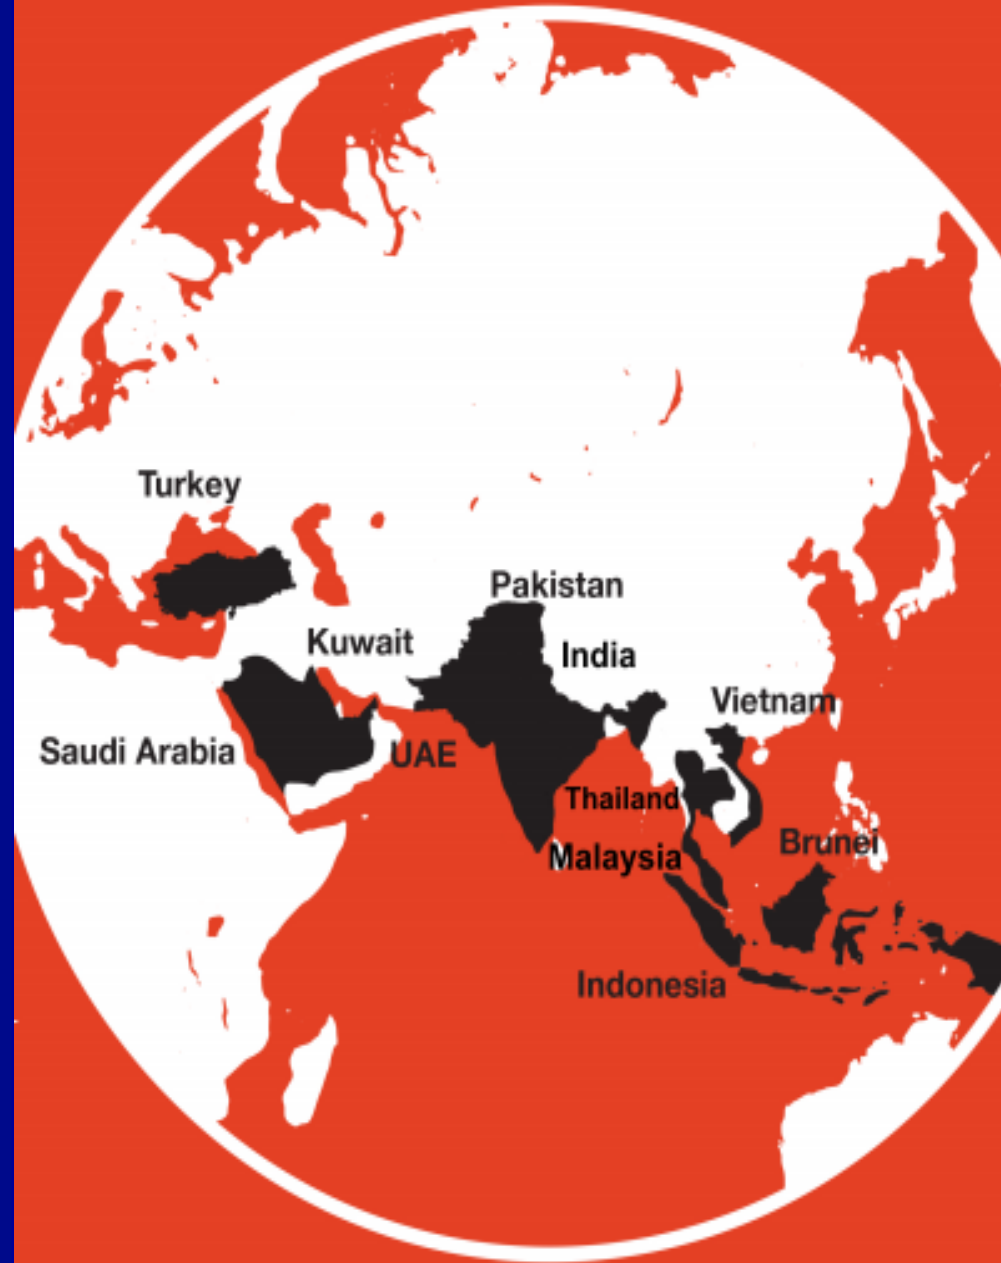 Turkey
Pakistan
Kuwait
India
Vietnam
Saudi Arabia
UAE
Thailand
Brunei
Malaysia
Indonesia